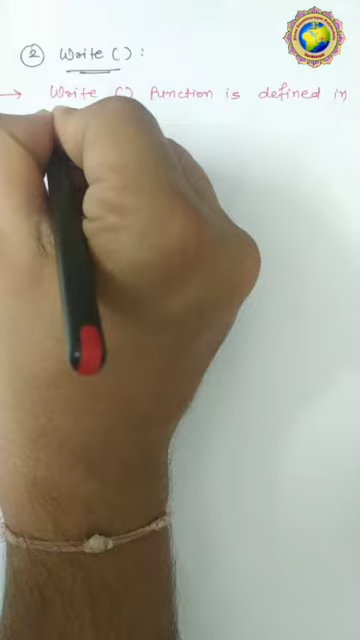 ② Write () :
→ Write () function is defined in